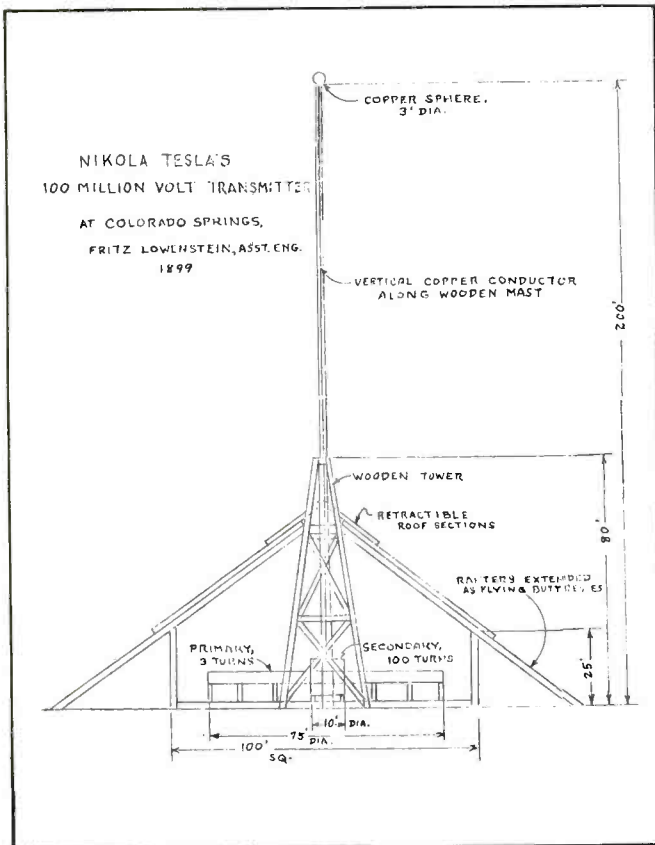 COPPER SPHERE,
3' DIA.
NIKOLA TESLA'S
100 MILLION VOLT TRANSMITTER
AT COLORADO SPRINGS,
FRITZ LOWENSTEIN, ASST. ENG.
1899
VERTICAL COPPER CONDUCTOR
ALONG WOODEN MAST
200'
WOODEN TOWER
RETRACTIBLE
ROOF SECTIONS
80'
EXTENDED
AS FLYING
25'
PRIMARY,
3 TURNS
SECONDARY,
100 TURNS
10' DIA.
75'
DIA.
100'
SQ.